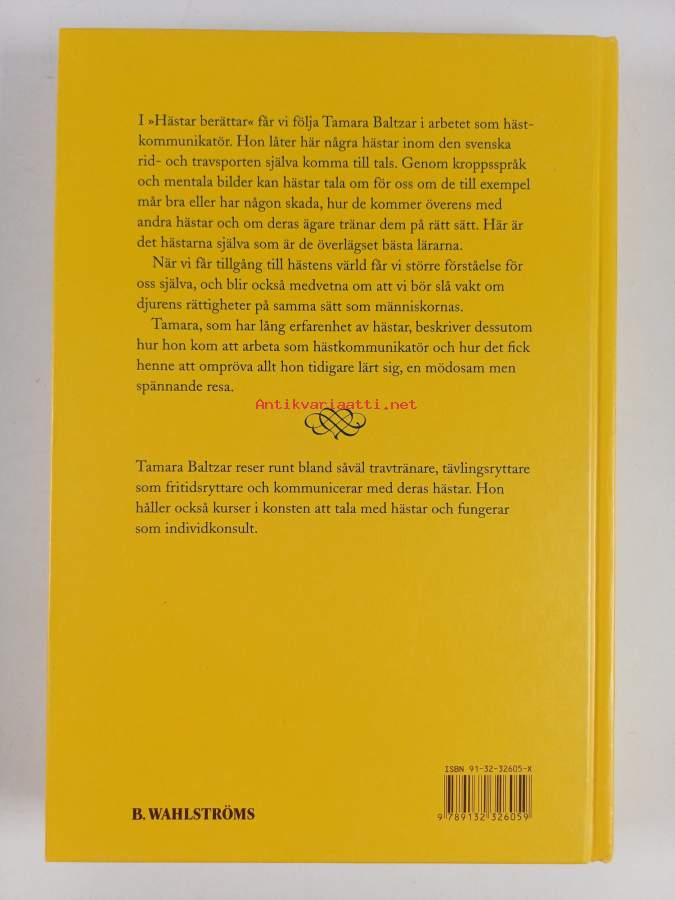 I »Hästar berättar« får vi följa Tamara Baltzar i arbetet som häst-
kommunikatör. Hon låter här några hästar inom den svenska
rid- och travsporten själva komma till tals. Genom kroppsspråk
och mentala bilder kan hästar tala om för oss om de till exempel
mår bra eller har någon skada, hur de kommer överens med
andra hästar och om deras ägare tränar dem på rätt sätt. Här är
det hästarna själva som är de överlägset bästa lärarna.
När vi får tillgång till hästens värld får vi större förståelse för
oss själva, och blir också medvetna om att vi bör slå vakt om
djurens rättigheter på samma sätt som människornas.
Tamara, som har lång erfarenhet av hästar, beskriver dessutom
hur hon kom att arbeta som hästkommunikatör och hur det fick
henne att ompröva allt hon tidigare lärt sig, en mödosam men
spännande resa.
Antikvariaatti.net
Tamara Baltzar reser runt bland såväl travtränare, tävlingsryttare
som fritidsryttare och kommunicerar med deras hästar. Hon
håller också kurser i konsten att tala med hästar och fungerar
som individkonsult.
ISBN 91-32-32605-X
B. WAHLSTRÖMS
9 789132 326059